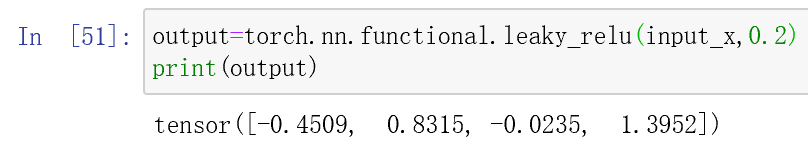 In [51]: output=torch.nn.functional.leaky_relu(input_x,0.2)
print(output)
tensor([-0.4509,  0.8315, -0.0235,  1.3952])